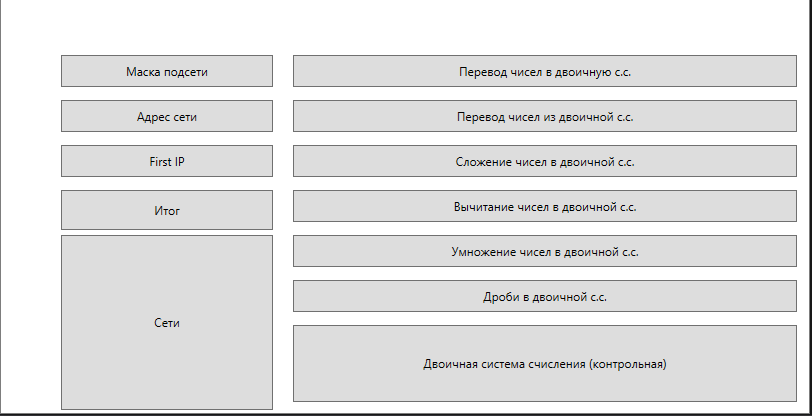 Маска подсети
Адрес сети
First IP
Итог
Сети
Перевод чисел в двоичную с.с.
Перевод чисел из двоичной с.с.
Сложение чисел в двоичной с.с.
Вычитание чисел в двоичной с.с.
Умножение чисел в двоичной с.с.
Дроби в двоичной с.с.
Двоичная система счисления (контрольная)